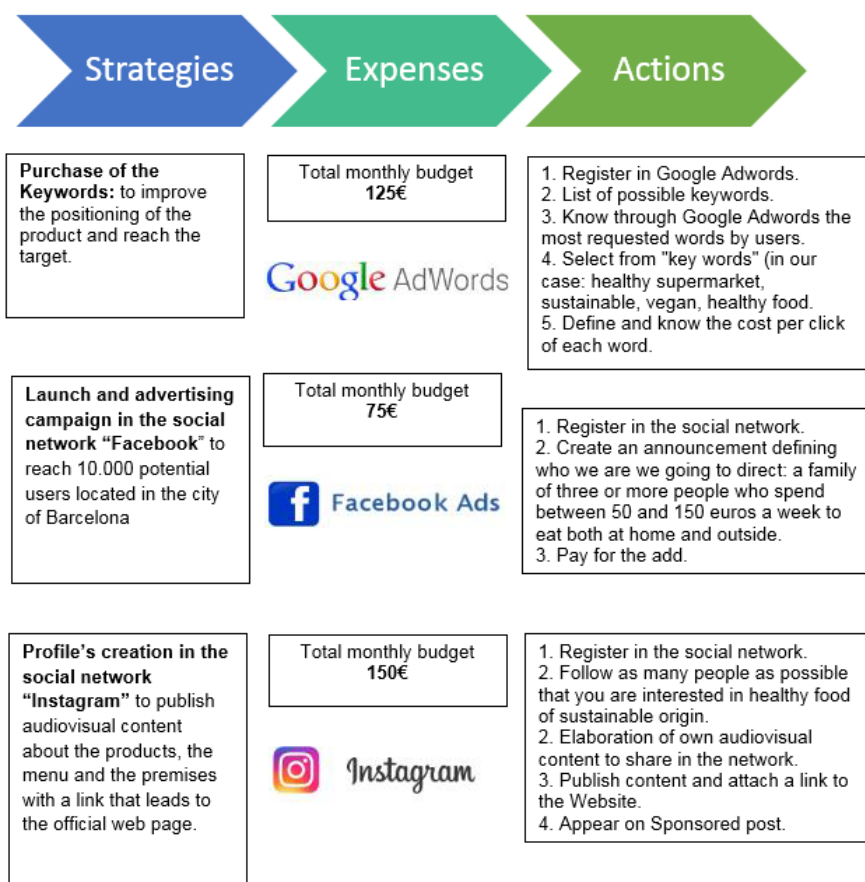 Strategies
Expenses
Actions
Purchase of the
Keywords: to improve
the positioning of the
product and reach the
target.
Total monthly budget
125€
Google AdWords
1. Register in Google Adwords.
2. List of possible keywords.
3. Know through Google Adwords the
most requested words by users.
4. Select from "key words" (in our
case: healthy supermarket,
sustainable, vegan, healthy food.
5. Define and know the cost per click
of each word.
Launch and advertising
campaign in the social
network “Facebook” to
reach 10.000 potential
users located in the city
of Barcelona
Total monthly budget
75€
f Facebook Ads
1. Register in the social network.
2. Create an announcement defining
who we are we going to direct: a family
of three or more people who spend
between 50 and 150 euros a week to
eat both at home and outside.
3. Pay for the add.
Profile’s creation in the
social network
“Instagram” to publish
audiovisual content
about the products, the
menu and the premises
with a link that leads to
the official web page.
Total monthly budget
150€
Instagram
1. Register in the social network.
2. Follow as many people as possible
that you are interested in healthy food
of sustainable origin.
2. Elaboration of own audiovisual
content to share in the network.
3. Publish content and attach a link to
the Website.
4. Appear on Sponsored post.